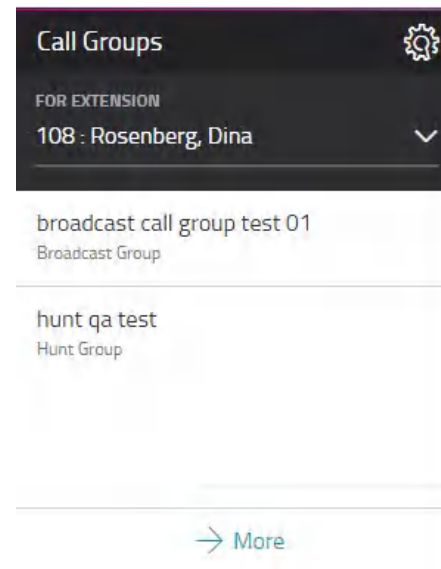 Call Groups
FOR EXTENSION
108 : Rosenberg, Dina
broadcast call group test 01
Broadcast Group
hunt qa test
Hunt Group
More